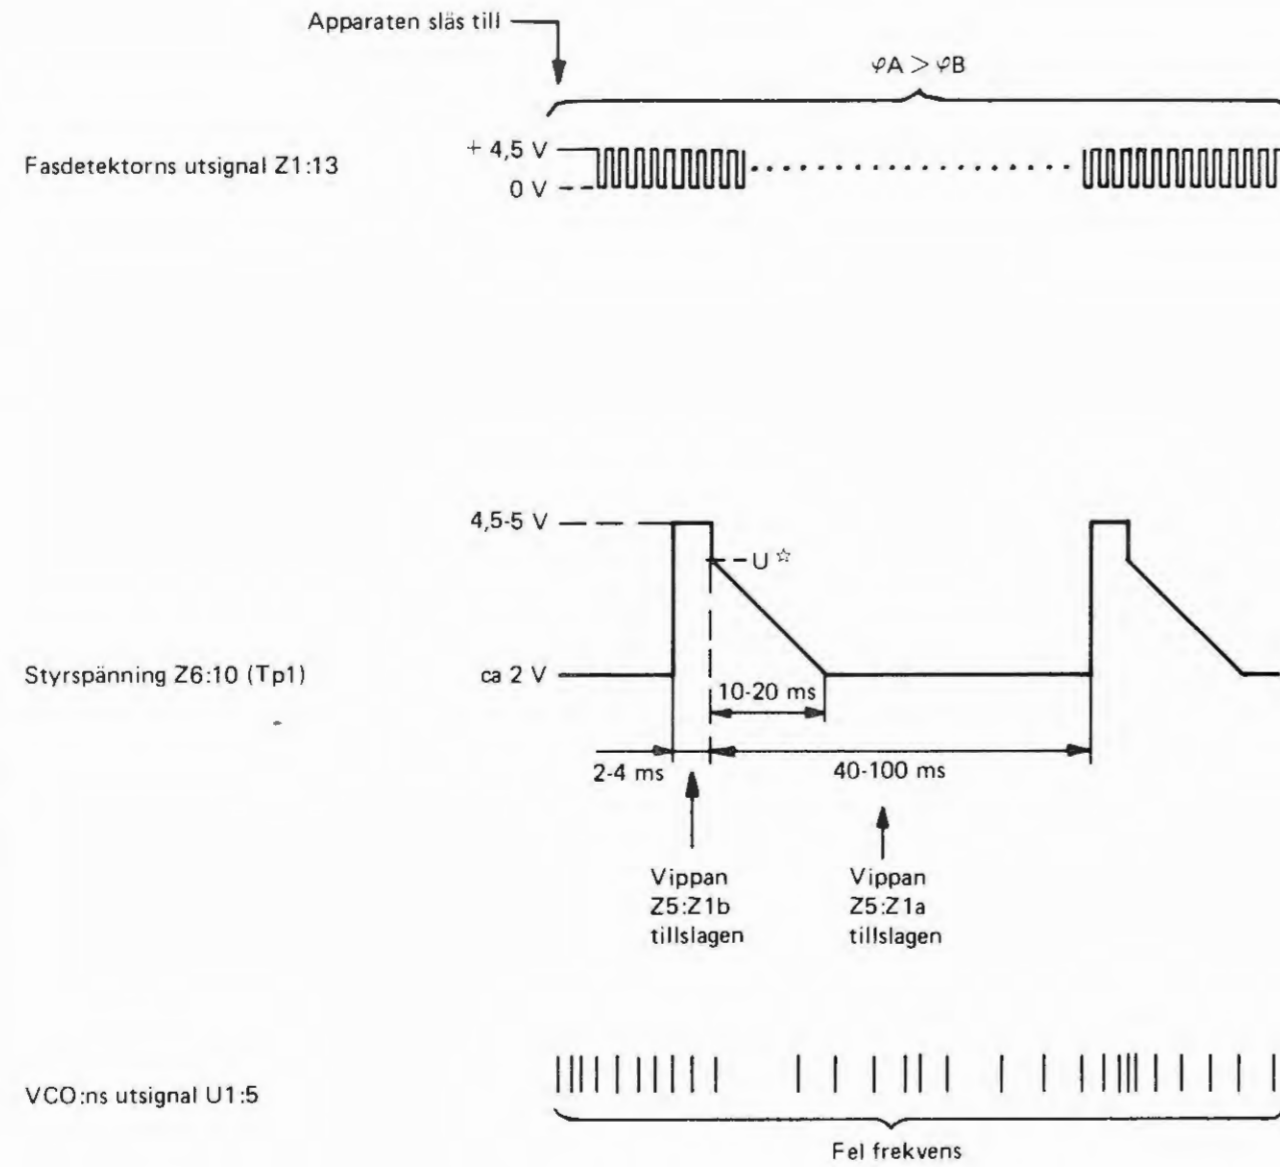 Apparaten släs till
φA > φB
Fasdetektorns utsignal Z1:13
+ 4,5 V
0 V
4,5-5 V
U ☆
Styrspänning Z6:10 (Tp1)
ca 2 V
10-20 ms
2-4 ms
40-100 ms
Vippan
Z5:Z1b
tillslagen
Vippan
Z5:Z1a
tillslagen
VCO:ns utsignal U1:5
Fel frekvens